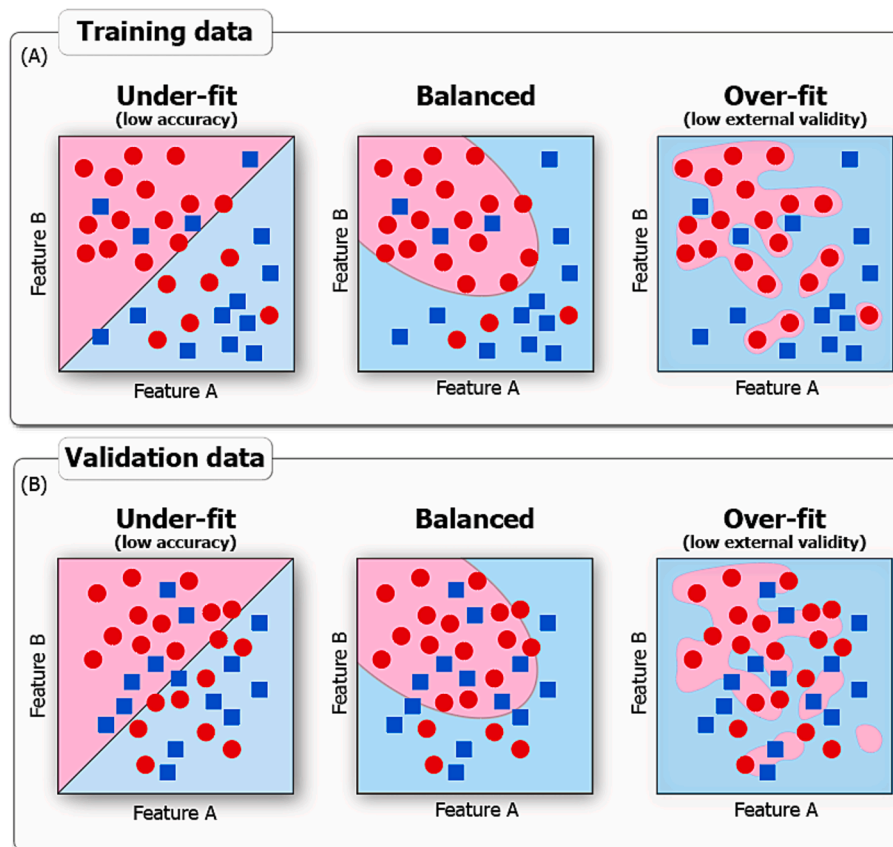 Training data
(A)
Under-fit
(low accuracy)
Balanced
Over-fit
(low external validity)
Feature B
Feature B
Feature B
Feature A
Feature A
Feature A
Validation data
(B)
Under-fit
(low accuracy)
Balanced
Over-fit
(low external validity)
Feature B
Feature B
Feature B
Feature A
Feature A
Feature A